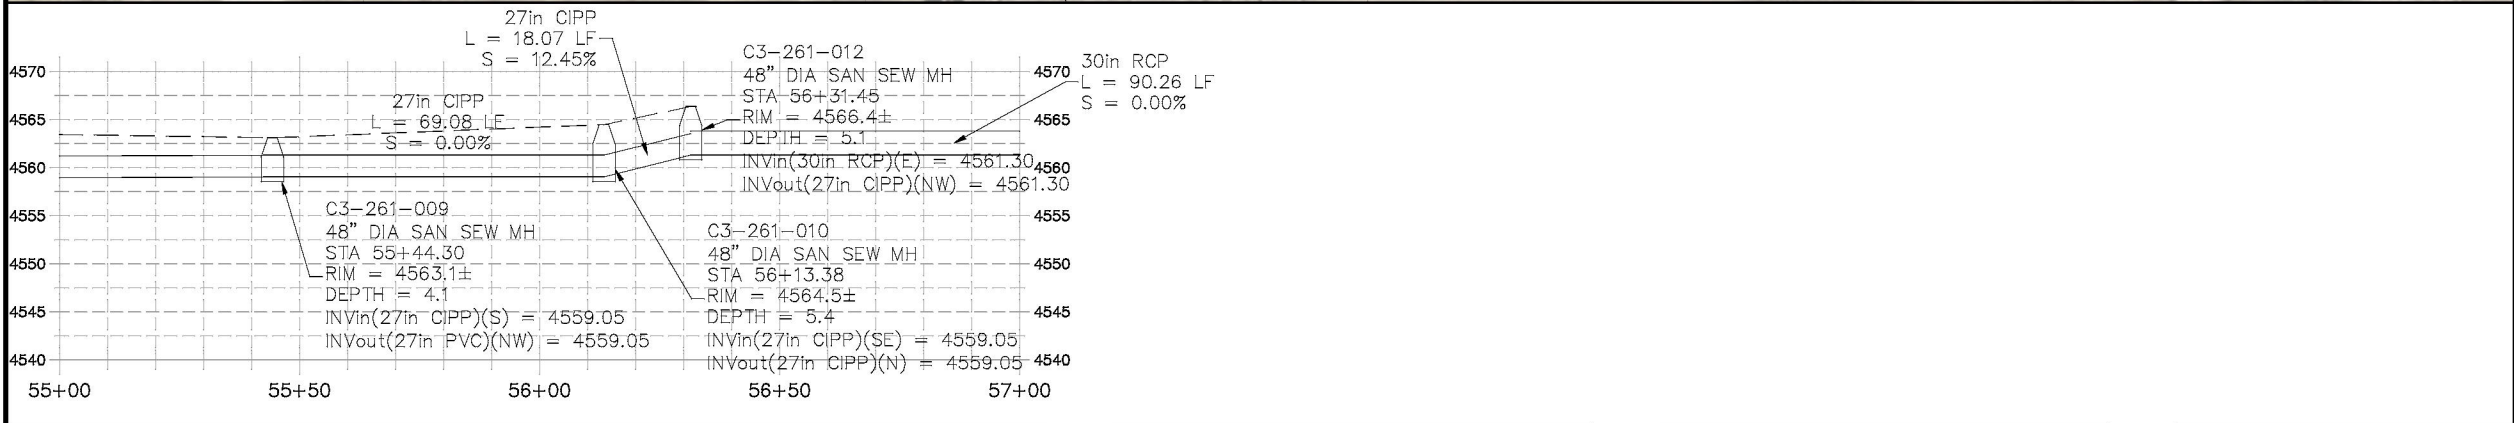 27in CIPP
L = 18.07 LF
S = 12.45%
27in CIPP
L = 69.08 LF
S = 0.00%
C3-261-012
48" DIA SAN SEW MH
STA 56+31.45
RIM = 4566.4±
DEPTH = 5.1
INVin(30in RCP)(E) = 4561.30
INVout(27in CIPP)(NW) = 4561.30
30in RCP
L = 90.26 LF
S = 0.00%
4570
4565
4560
4555
4550
4545
4540
C3-261-009
48" DIA SAN SEW MH
STA 55+44.30
RIM = 4563.1±
DEPTH = 4.1
INVin(27in CIPP)(S) = 4559.05
INVout(27in PVC)(NW) = 4559.05
C3-261-010
48" DIA SAN SEW MH
STA 56+13.38
RIM = 4564.5±
DEPTH = 5.4
INVin(27in CIPP)(SE) = 4559.05
INVout(27in CIPP)(N) = 4559.05
4570
4565
4560
4555
4550
4545
4540
55+00 55+50 56+00 56+50 57+00